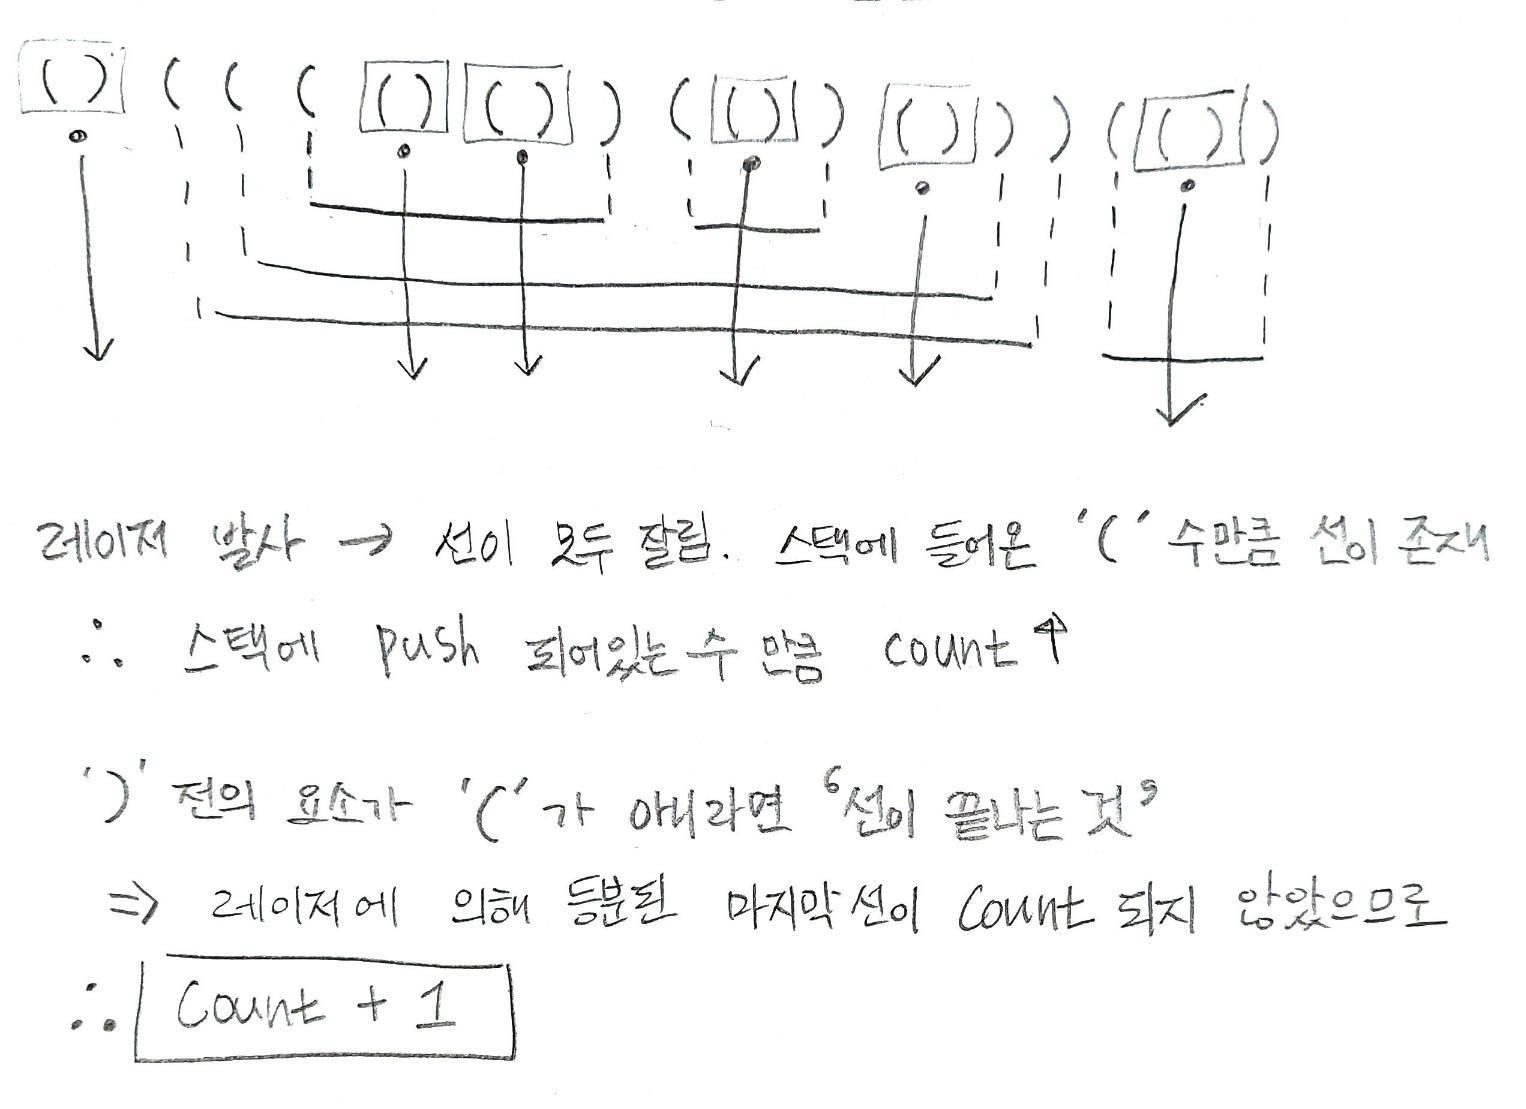 ()(((()())(())()))(())
레이저 발사 → 선이 모두 잘림. 스택에 들어온 '(' 수만큼 선이 존재
∴ 스택에 push 되어있는 수 만큼 count↑
')' 전의 요소가 '('가 아니라면 '선이 끝나는 것'
⇒ 레이저에 의해 등분된 마지막 선이 count 되지 않았으므로
∴ Count + 1